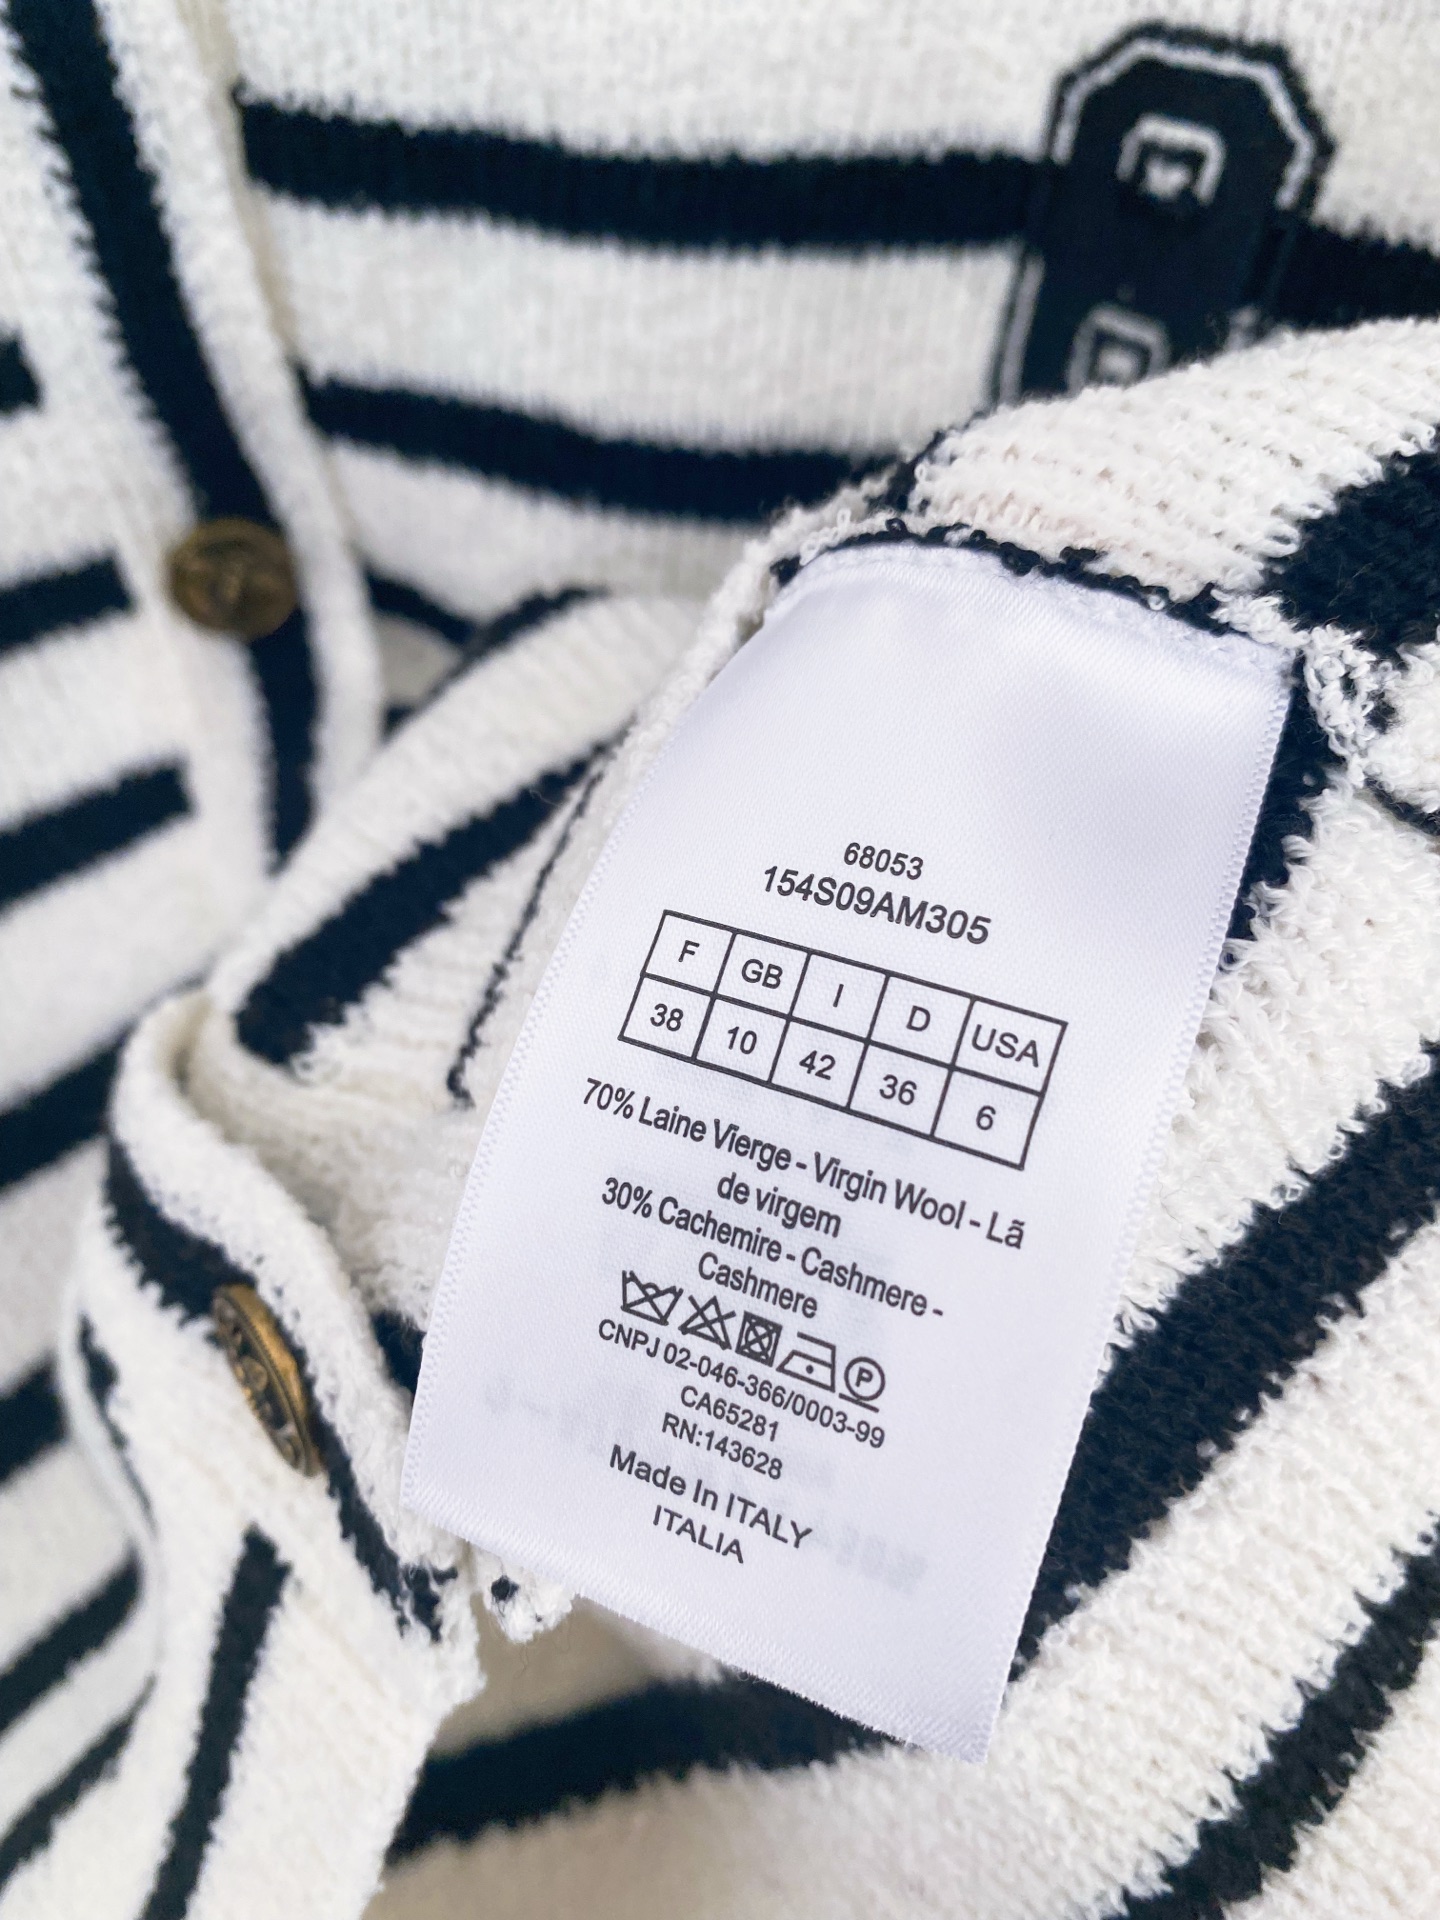 68053
154S09AM305
F GB I D USA
38 10 42 36 6
70% Laine Vierge - Virgin Wool - Lã
de virgem
30% Cachemire - Cashmere -
Cashmere
P
CNPJ 02-046-366/0003-99
CA65281
RN:143628
Made In ITALY
ITALIA